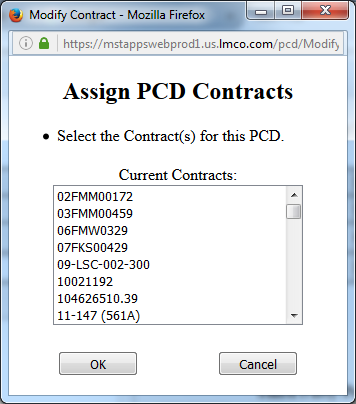 Modify Contract - Mozilla Firefox
https://mstappswebprod1.us.lmco.com/pcd/Modify
Assign PCD Contracts
• Select the Contract(s) for this PCD.
Current Contracts:
02FMM00172
03FMM00459
06FMW0329
07FKS00429
09-LSC-002-300
10021192
104626510.39
11-147 (561A)
OK Cancel